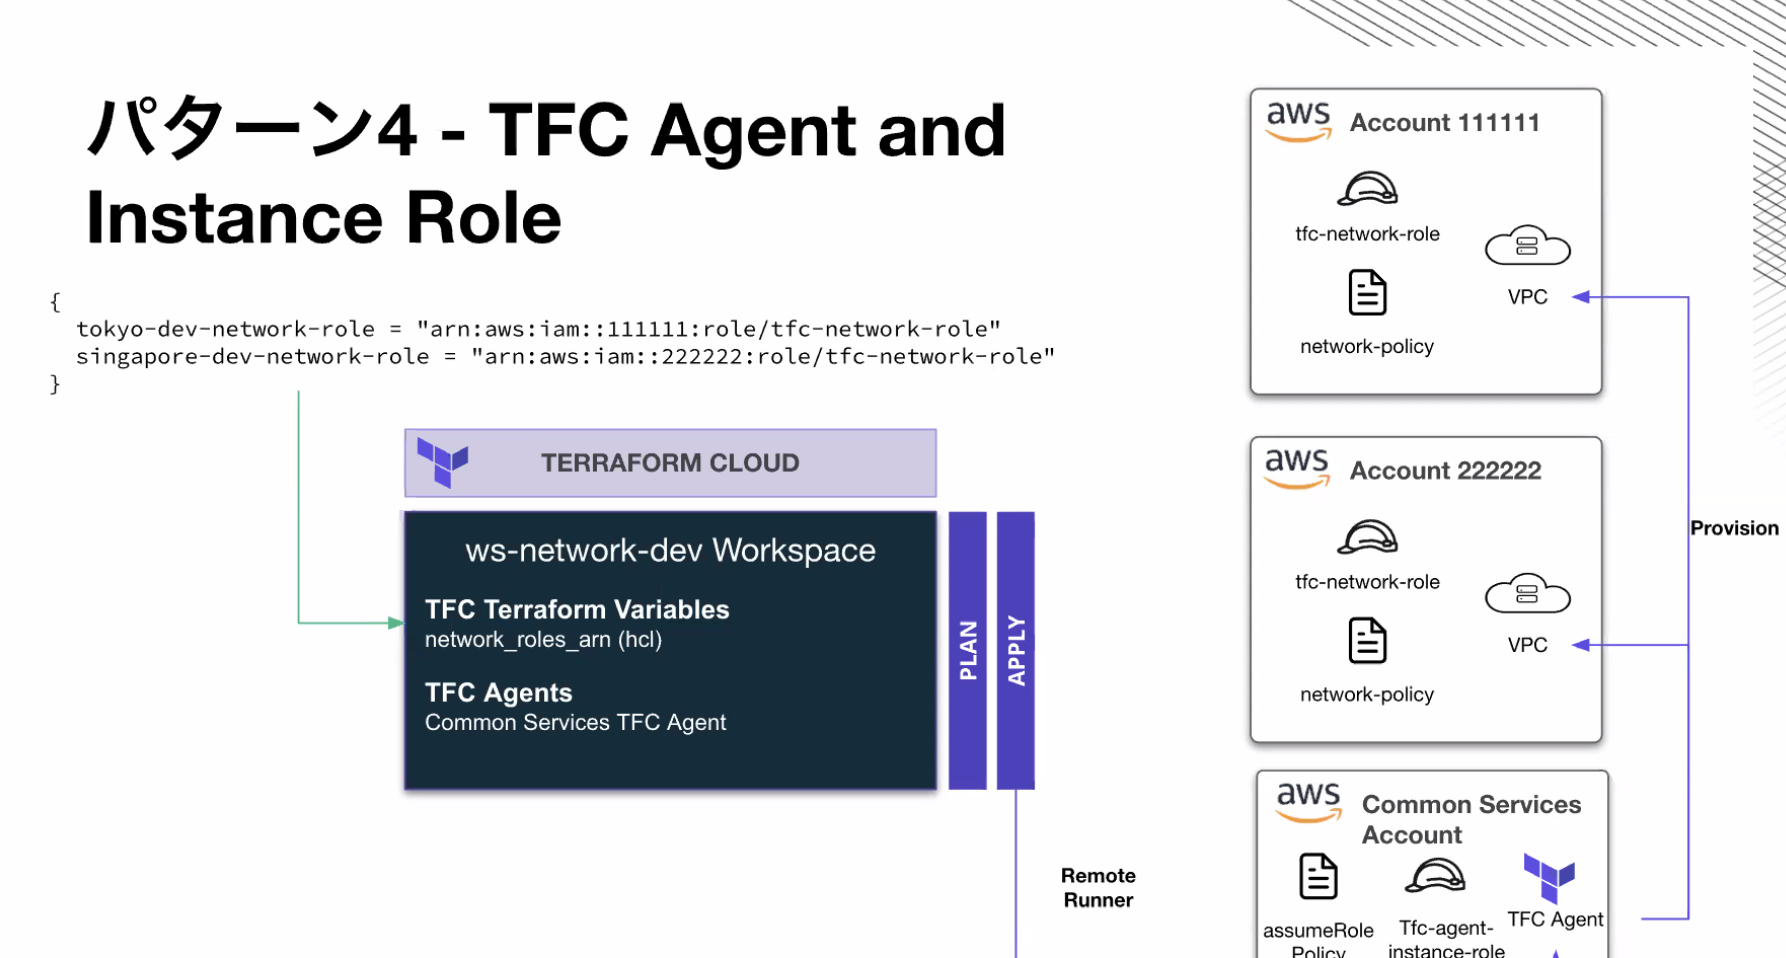 パターン4 - TFC Agent and
Instance Role
{
tokyo-dev-network-role = "arn:aws:iam::111111:role/tfc-network-role"
singapore-dev-network-role = "arn:aws:iam::222222:role/tfc-network-role"
}
TERRAFORM CLOUD
ws-network-dev Workspace
TFC Terraform Variables
network_roles_arn (hcl)
TFC Agents
Common Services TFC Agent
PLAN
APPLY
Remote
Runner
aws
Account 111111
tfc-network-role
VPC
network-policy
aws
Account 222222
tfc-network-role
VPC
network-policy
Provision
aws
Common Services
Account
assumeRole
Policy
Tfc-agent-
instance-role
TFC Agent